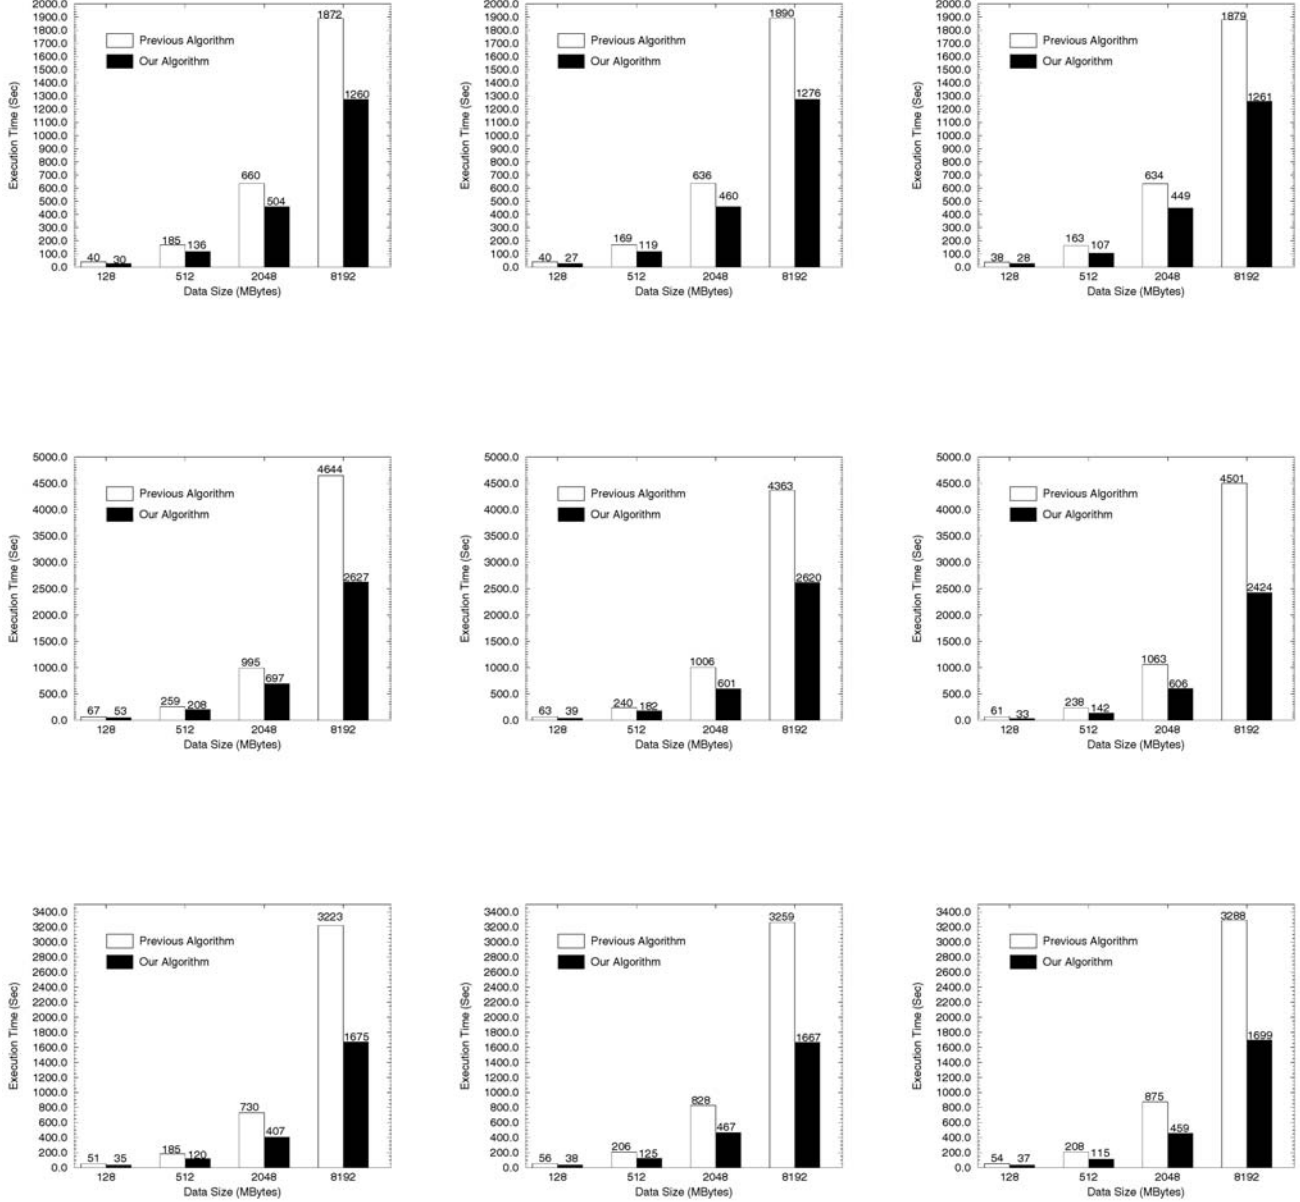 2000.0
1900.0
1800.0
1700.0
1600.0
1500.0
1400.0
1300.0
1200.0
1100.0
1000.0
900.0
800.0
700.0
600.0
500.0
400.0
300.0
200.0
100.0
0.0
Execution Time (Sec)
Previous Algorithm
Our Algorithm
40 30 185 136 660 504 1872 1260
128 512 2048 8192
Data Size (MBytes)
2000.0
1900.0
1800.0
1700.0
1600.0
1500.0
1400.0
1300.0
1200.0
1100.0
1000.0
900.0
800.0
700.0
600.0
500.0
400.0
300.0
200.0
100.0
0.0
Execution Time (Sec)
Previous Algorithm
Our Algorithm
40 27 169 119 636 460 1890 1276
128 512 2048 8192
Data Size (MBytes)
2000.0
1900.0
1800.0
1700.0
1600.0
1500.0
1400.0
1300.0
1200.0
1100.0
1000.0
900.0
800.0
700.0
600.0
500.0
400.0
300.0
200.0
100.0
0.0
Execution Time (Sec)
Previous Algorithm
Our Algorithm
38 28 163 107 634 449 1879 1261
128 512 2048 8192
Data Size (MBytes)
5000.0
4500.0
4000.0
3500.0
3000.0
2500.0
2000.0
1500.0
1000.0
500.0
0.0
Execution Time (Sec)
Previous Algorithm
Our Algorithm
67 53 259 208 995 697 4644 2627
128 512 2048 8192
Data Size (MBytes)
5000.0
4500.0
4000.0
3500.0
3000.0
2500.0
2000.0
1500.0
1000.0
500.0
0.0
Execution Time (Sec)
Previous Algorithm
Our Algorithm
63 39 240 182 1006 601 4363 2620
128 512 2048 8192
Data Size (MBytes)
5000.0
4500.0
4000.0
3500.0
3000.0
2500.0
2000.0
1500.0
1000.0
500.0
0.0
Execution Time (Sec)
Previous Algorithm
Our Algorithm
61 33 238 142 1063 606 4501 2424
128 512 2048 8192
Data Size (MBytes)
3400.0
3200.0
3000.0
2800.0
2600.0
2400.0
2200.0
2000.0
1800.0
1600.0
1400.0
1200.0
1000.0
800.0
600.0
400.0
200.0
0.0
Execution Time (Sec)
Previous Algorithm
Our Algorithm
51 35 185 120 730 407 3223 1675
128 512 2048 8192
Data Size (MBytes)
3400.0
3200.0
3000.0
2800.0
2600.0
2400.0
2200.0
2000.0
1800.0
1600.0
1400.0
1200.0
1000.0
800.0
600.0
400.0
200.0
0.0
Execution Time (Sec)
Previous Algorithm
Our Algorithm
56 38 206 125 828 467 3259 1667
128 512 2048 8192
Data Size (MBytes)
3400.0
3200.0
3000.0
2800.0
2600.0
2400.0
2200.0
2000.0
1800.0
1600.0
1400.0
1200.0
1000.0
800.0
600.0
400.0
200.0
0.0
Execution Time (Sec)
Previous Algorithm
Our Algorithm
54 37 208 115 875 459 3288 1699
128 512 2048 8192
Data Size (MBytes)